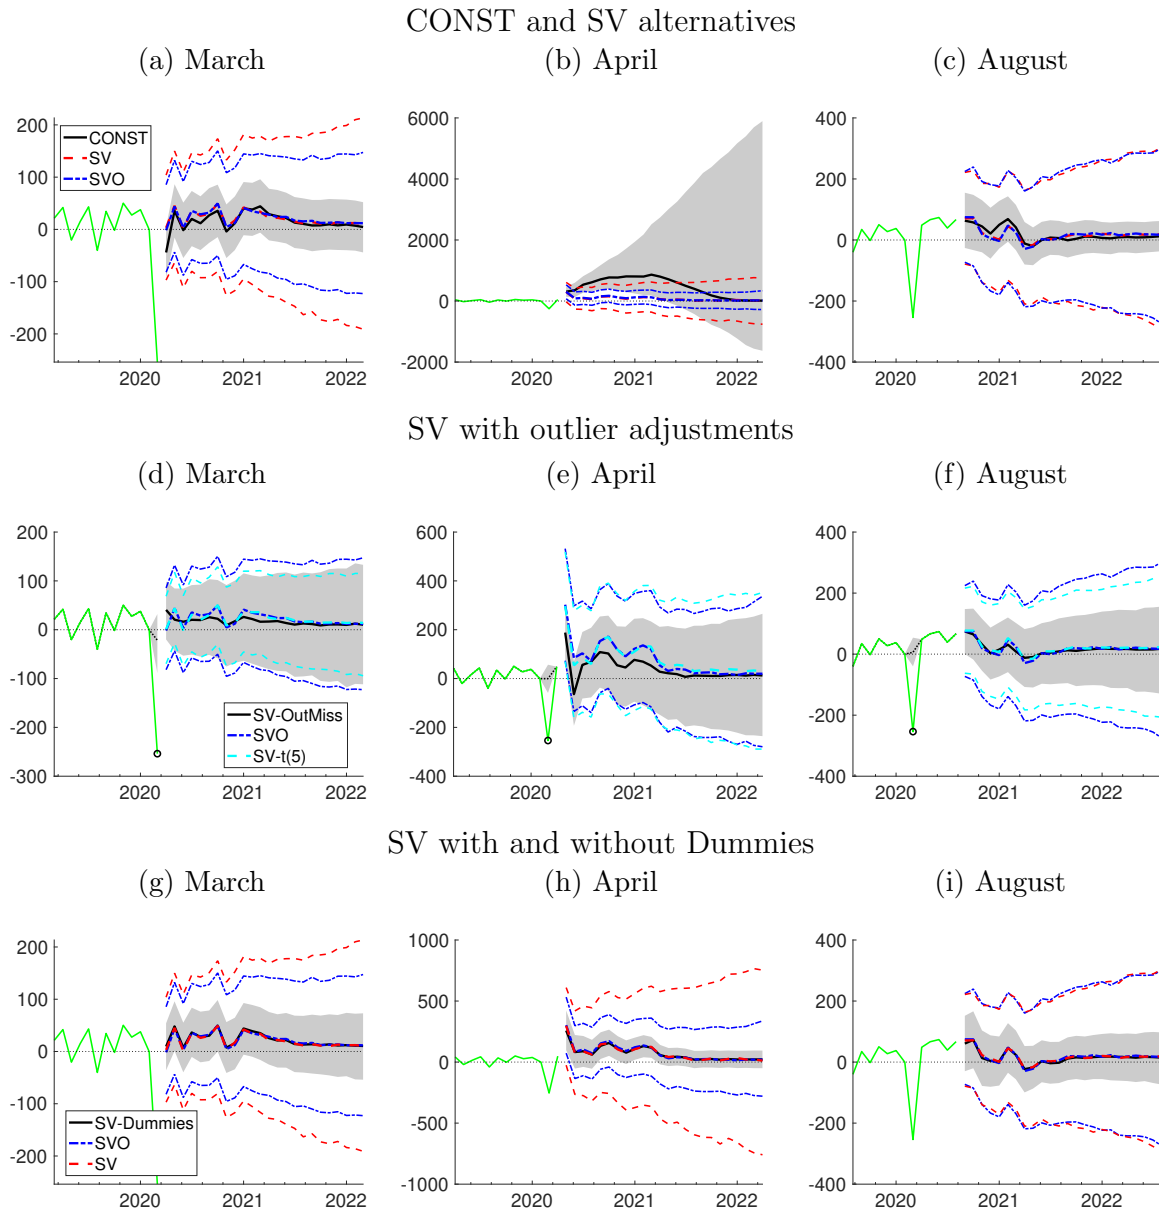 CONST and SV alternatives
(a) March (b) April (c) August
200
100
0
-100
-200
2020 2021 2022
CONST
SV
SVO
6000
4000
2000
0
-2000
2020 2021 2022
400
200
0
-200
-400
2020 2021 2022
SV with outlier adjustments
(d) March (e) April (f) August
200
100
0
-100
-200
-300
2020 2021 2022
SV-OutMiss
SVO
SV-t(5)
600
400
200
0
-200
-400
2020 2021 2022
400
200
0
-200
-400
2020 2021 2022
SV with and without Dummies
(g) March (h) April (i) August
200
100
0
-100
-200
2020 2021 2022
SV-Dummies
SVO
SV
1000
500
0
-500
-1000
2020 2021 2022
400
200
0
-200
-400
2020 2021 2022